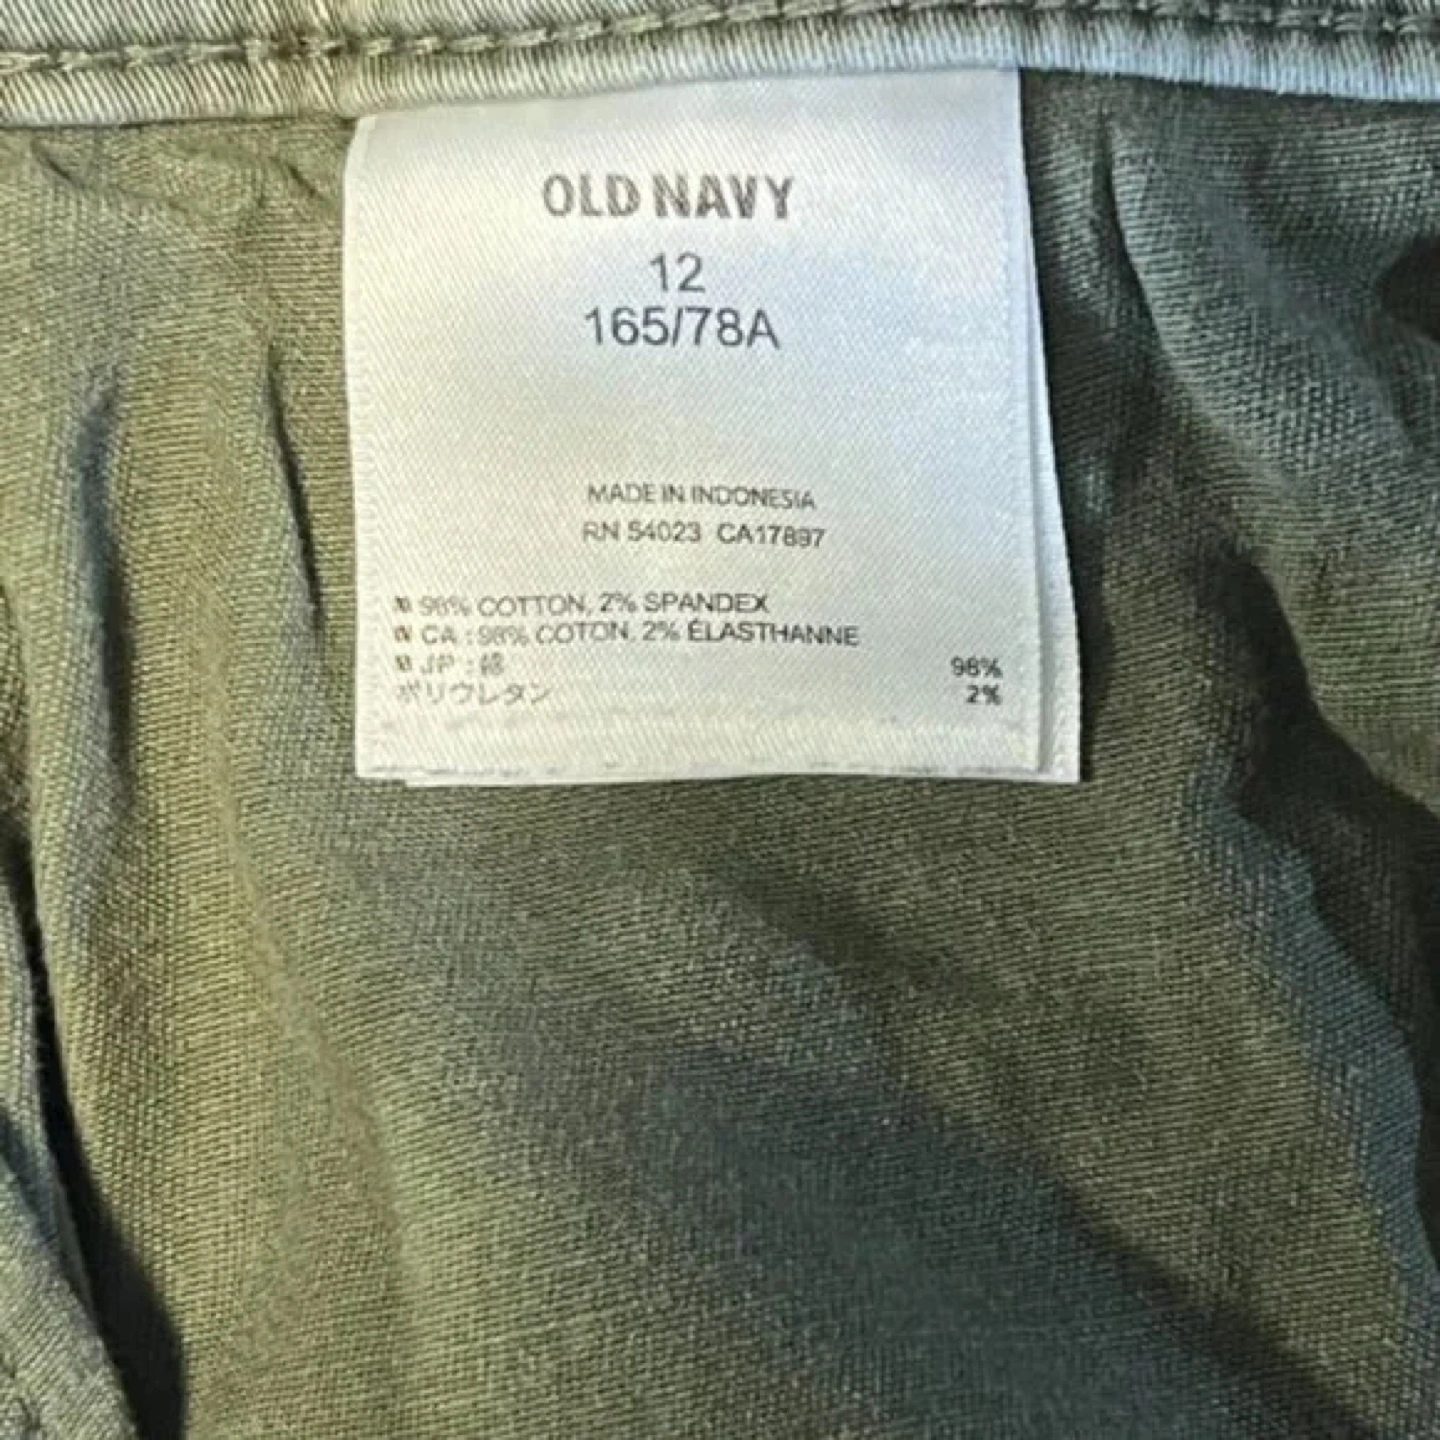 OLD NAVY
12
165/78A
MADE IN INDONESIA
RN 54023 CA17897
98% COTTON, 2% SPANDEX
CA : 98% COTON, 2% ÉLASTHANNE
JP : 綿 98%
ポリウレタン 2%